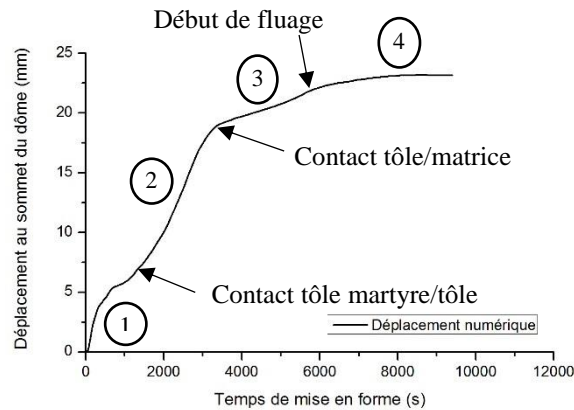 Début de fluage
4
3
2
1
Contact tôle/matrice
Contact tôle martyre/tôle
Déplacement numérique
Déplacement au sommet du dôme (mm)
30
25
20
15
10
5
0
0 2000 4000 6000 8000 10000 12000
Temps de mise en forme (s)